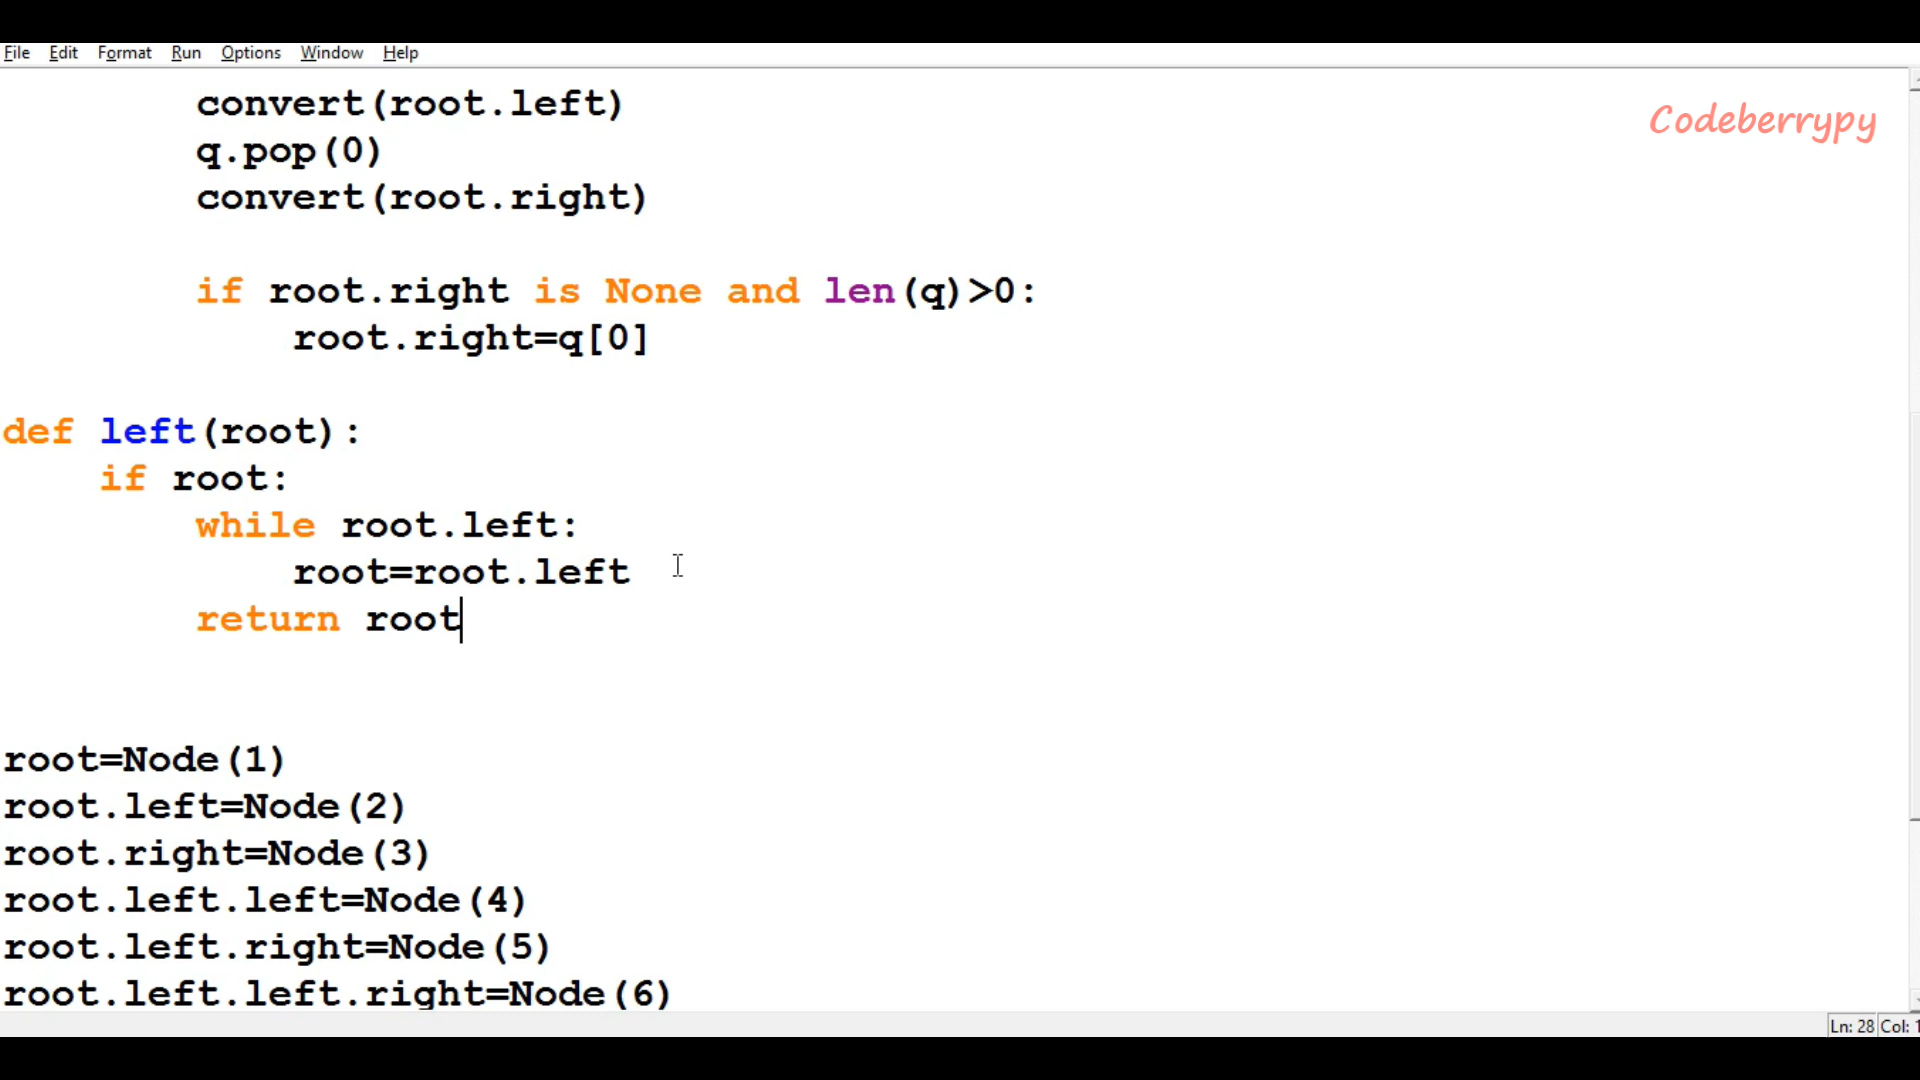 File Edit Format Run Options Window Help
Codeberrypy
convert(root.left)
q.pop(0)
convert(root.right)
if root.right is None and len(q)>0:
root.right=q[0]
def left(root):
if root:
while root.left:
root=root.left
return root
root=Node(1)
root.left=Node(2)
root.right=Node(3)
root.left.left=Node(4)
root.left.right=Node(5)
root.left.left.right=Node(6)
Ln: 28 Col: 1